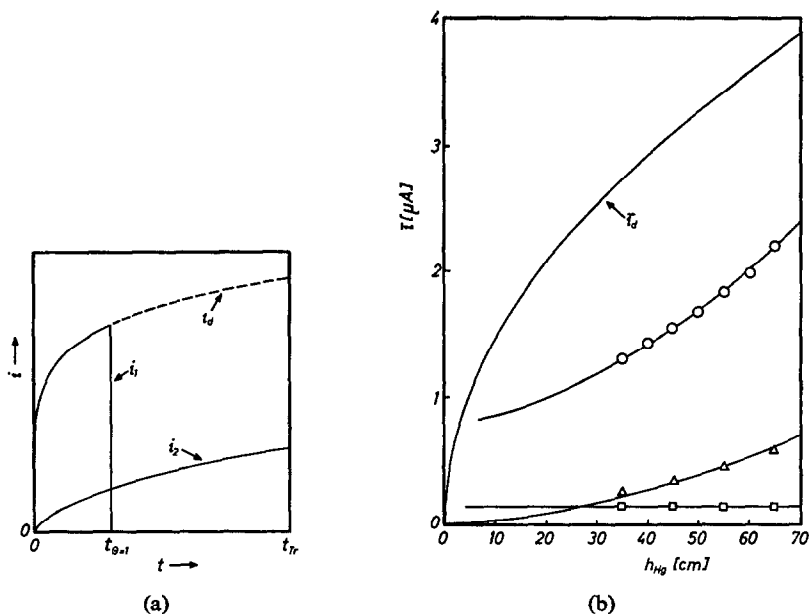 i →
0
i_d
i_1
i_2
0
t_{θ=1}
t_{Tr}
t →
(a)
ī [μA]
4
3
2
1
0
ī_d
0 10 20 30 40 50 60 70
h_{Hg} [cm]
(b)